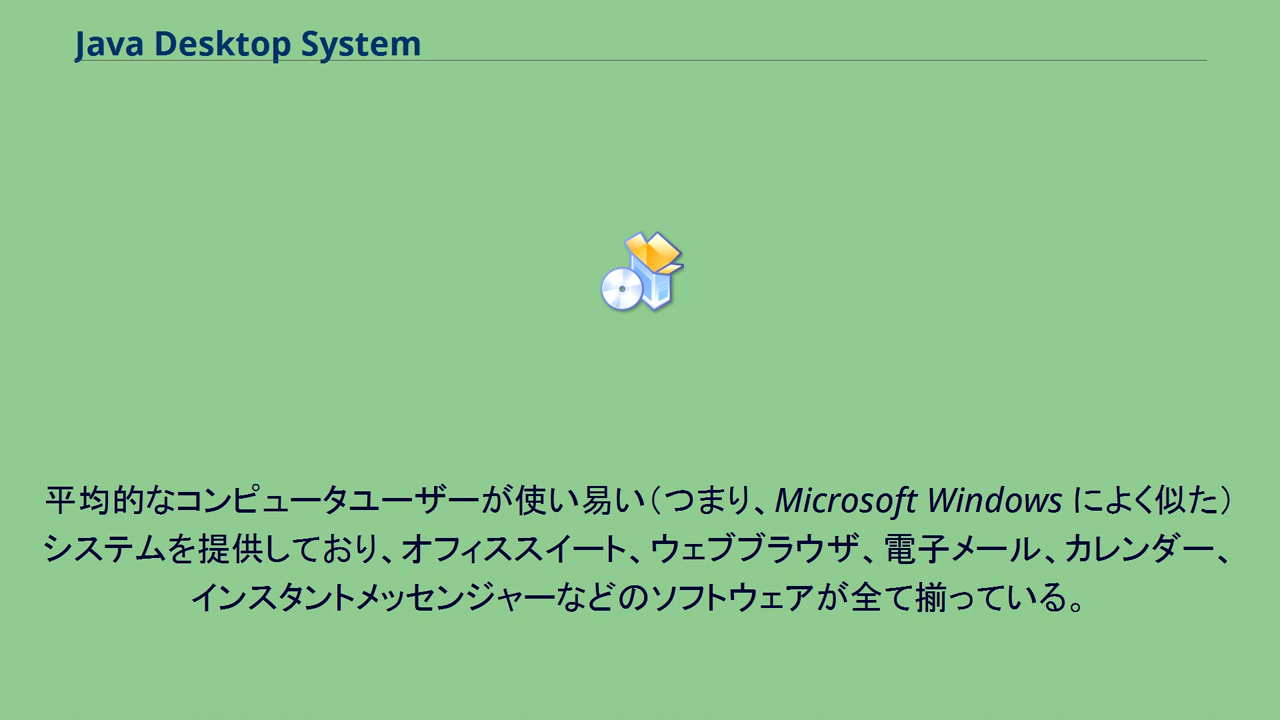 Java Desktop System
平均的なコンピュータユーザーが使い易い（つまり、Microsoft Windows によく似た）
システムを提供しており、オフィススイート、ウェブブラウザ、電子メール、カレンダー、
インスタントメッセンジャーなどのソフトウェアが全て揃っている。